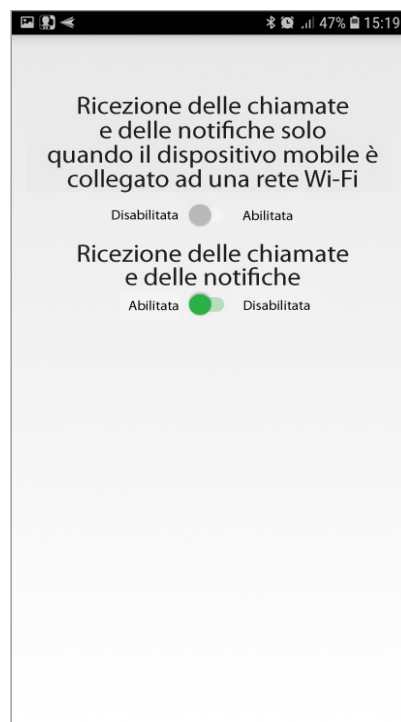 47% 15:19
Ricezione delle chiamate
e delle notifiche solo
quando il dispositivo mobile è
collegato ad una rete Wi-Fi
Disabilitata Abilitata
Ricezione delle chiamate
e delle notifiche
Abilitata Disabilitata